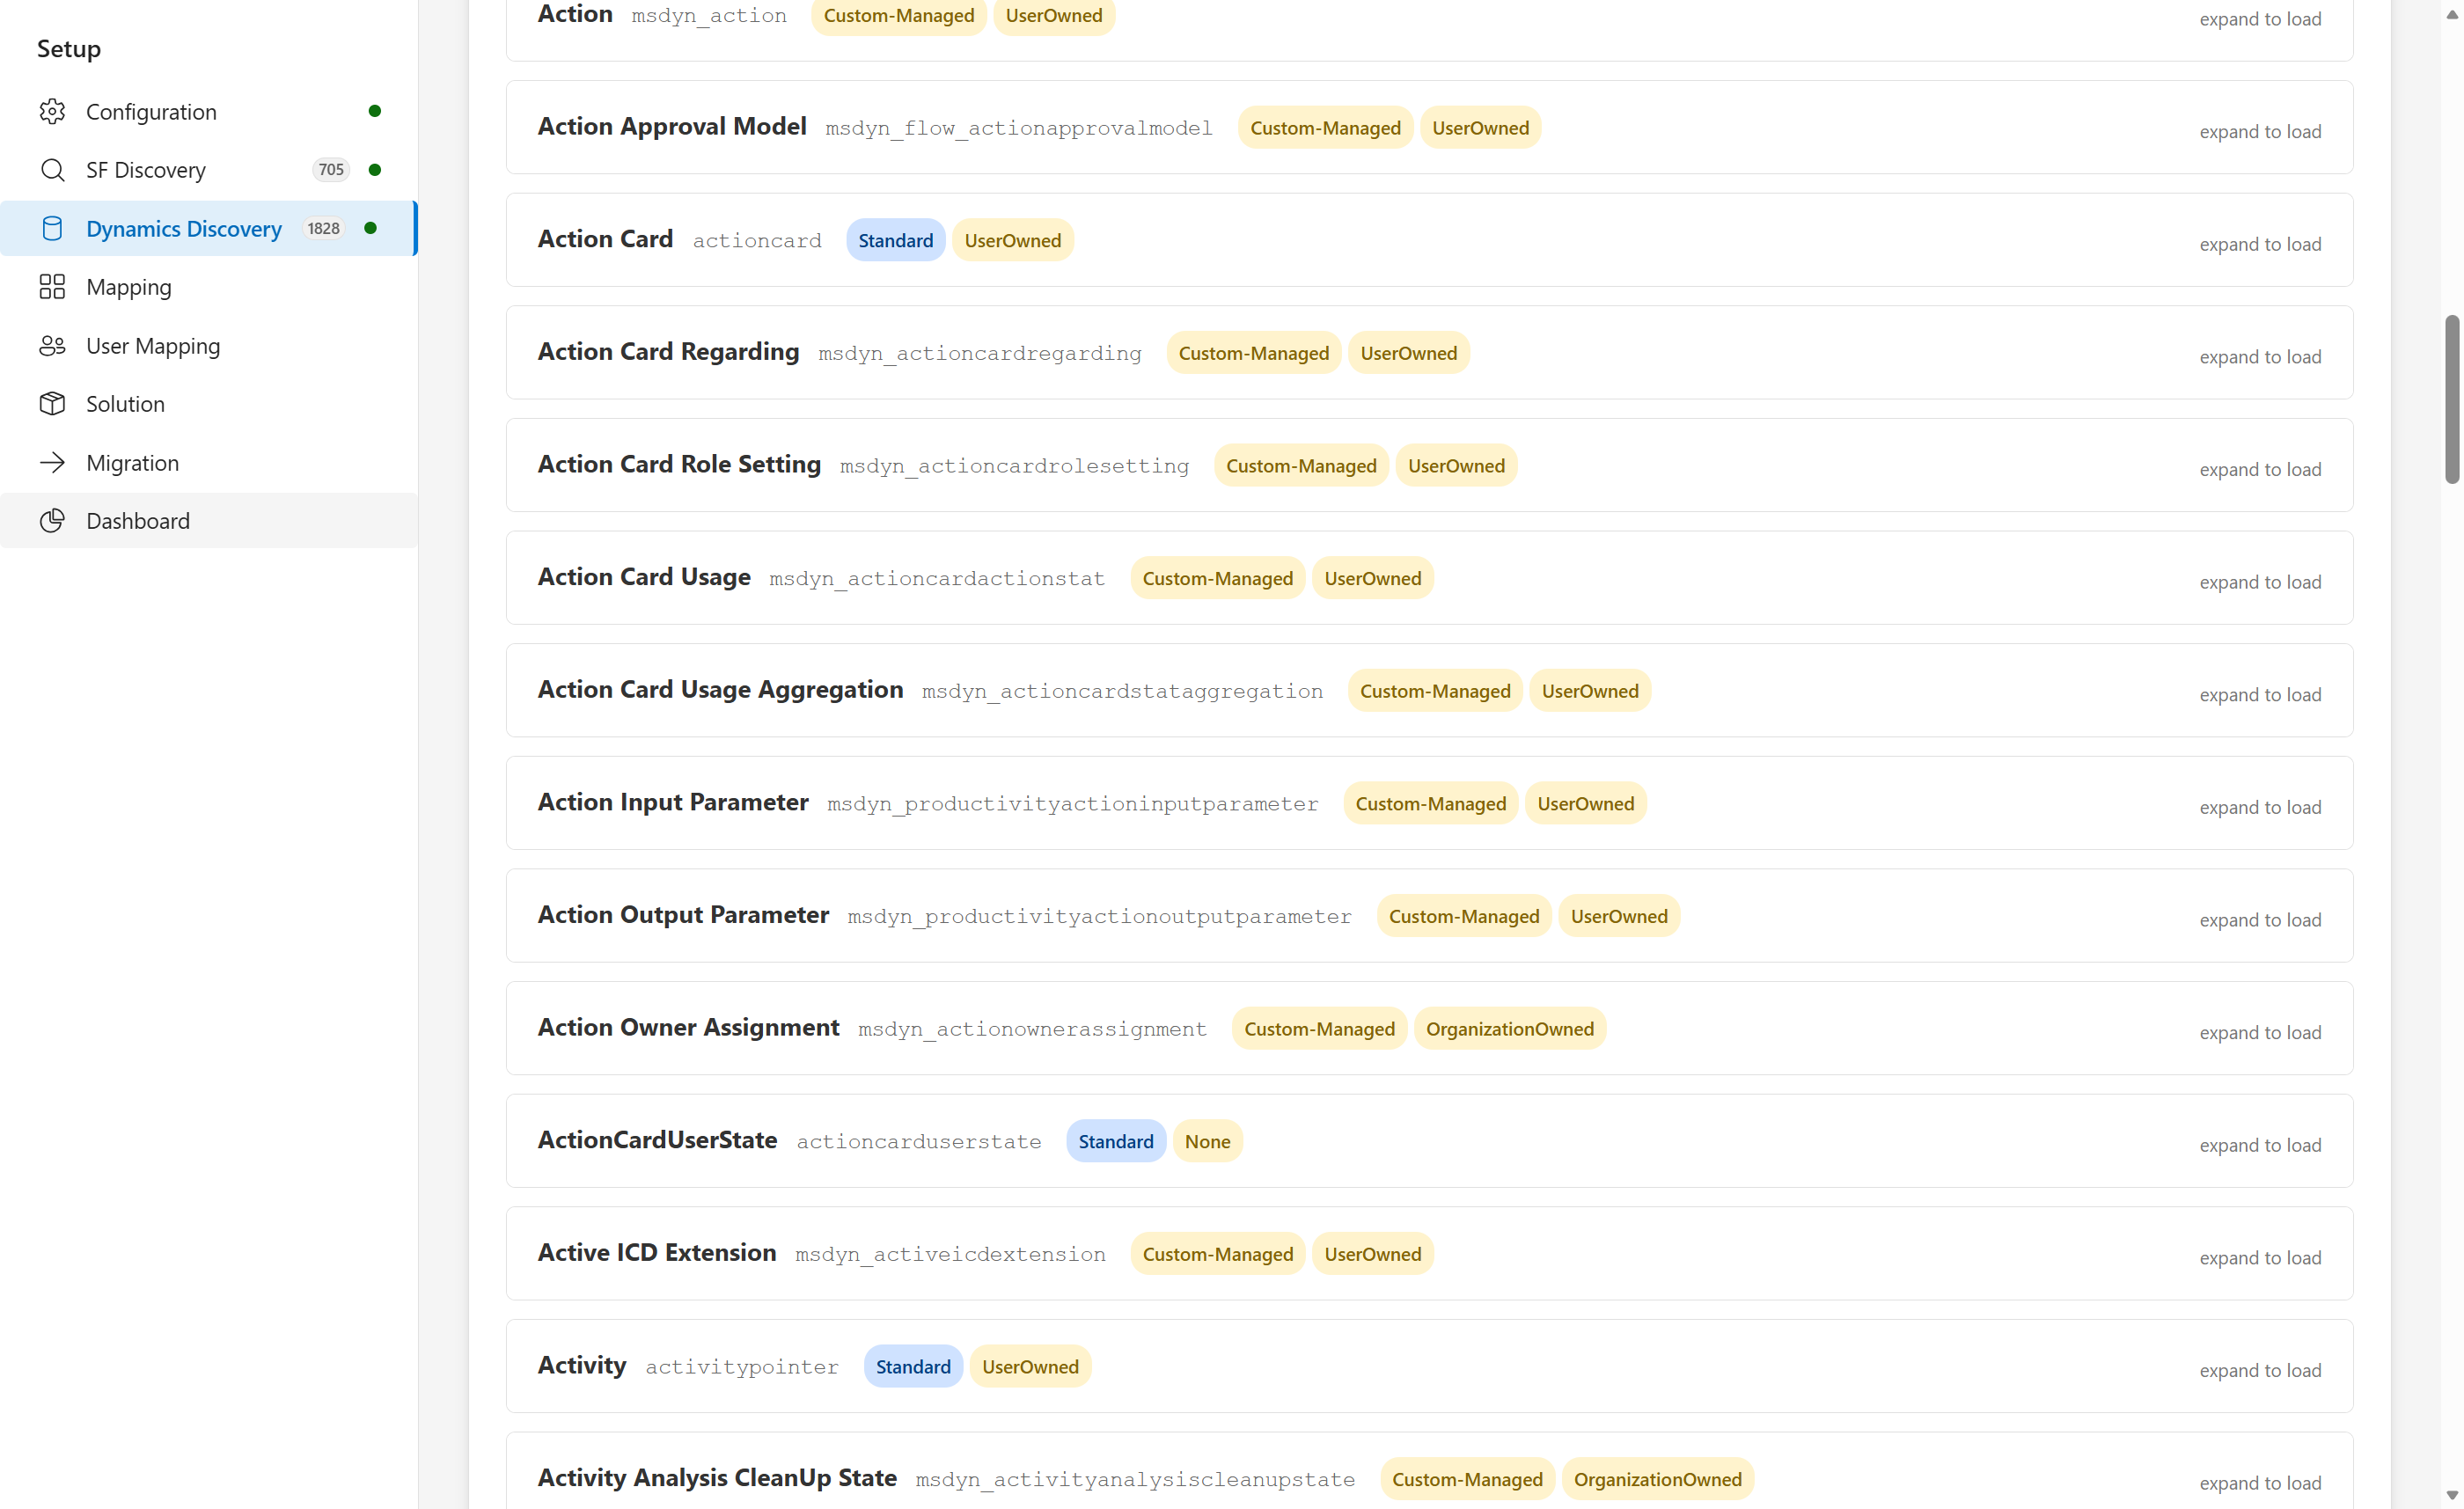 Setup
Configuration
SF Discovery 705
Dynamics Discovery 1828
Mapping
User Mapping
Solution
Migration
Dashboard
Action msdyn_action Custom-Managed UserOwned expand to load
Action Approval Model msdyn_flow_actionapprovalmodel Custom-Managed UserOwned expand to load
Action Card actioncard Standard UserOwned expand to load
Action Card Regarding msdyn_actioncardregarding Custom-Managed UserOwned expand to load
Action Card Role Setting msdyn_actioncardrolesetting Custom-Managed UserOwned expand to load
Action Card Usage msdyn_actioncardactionstat Custom-Managed UserOwned expand to load
Action Card Usage Aggregation msdyn_actioncardstataggregation Custom-Managed UserOwned expand to load
Action Input Parameter msdyn_productivityactioninputparameter Custom-Managed UserOwned expand to load
Action Output Parameter msdyn_productivityactionoutputparameter Custom-Managed UserOwned expand to load
Action Owner Assignment msdyn_actionownerassignment Custom-Managed OrganizationOwned expand to load
ActionCardUserState actioncarduserstate Standard None expand to load
Active ICD Extension msdyn_activeicdextension Custom-Managed UserOwned expand to load
Activity activitypointer Standard UserOwned expand to load
Activity Analysis CleanUp State msdyn_activityanalysiscleanupstate Custom-Managed OrganizationOwned expand to load